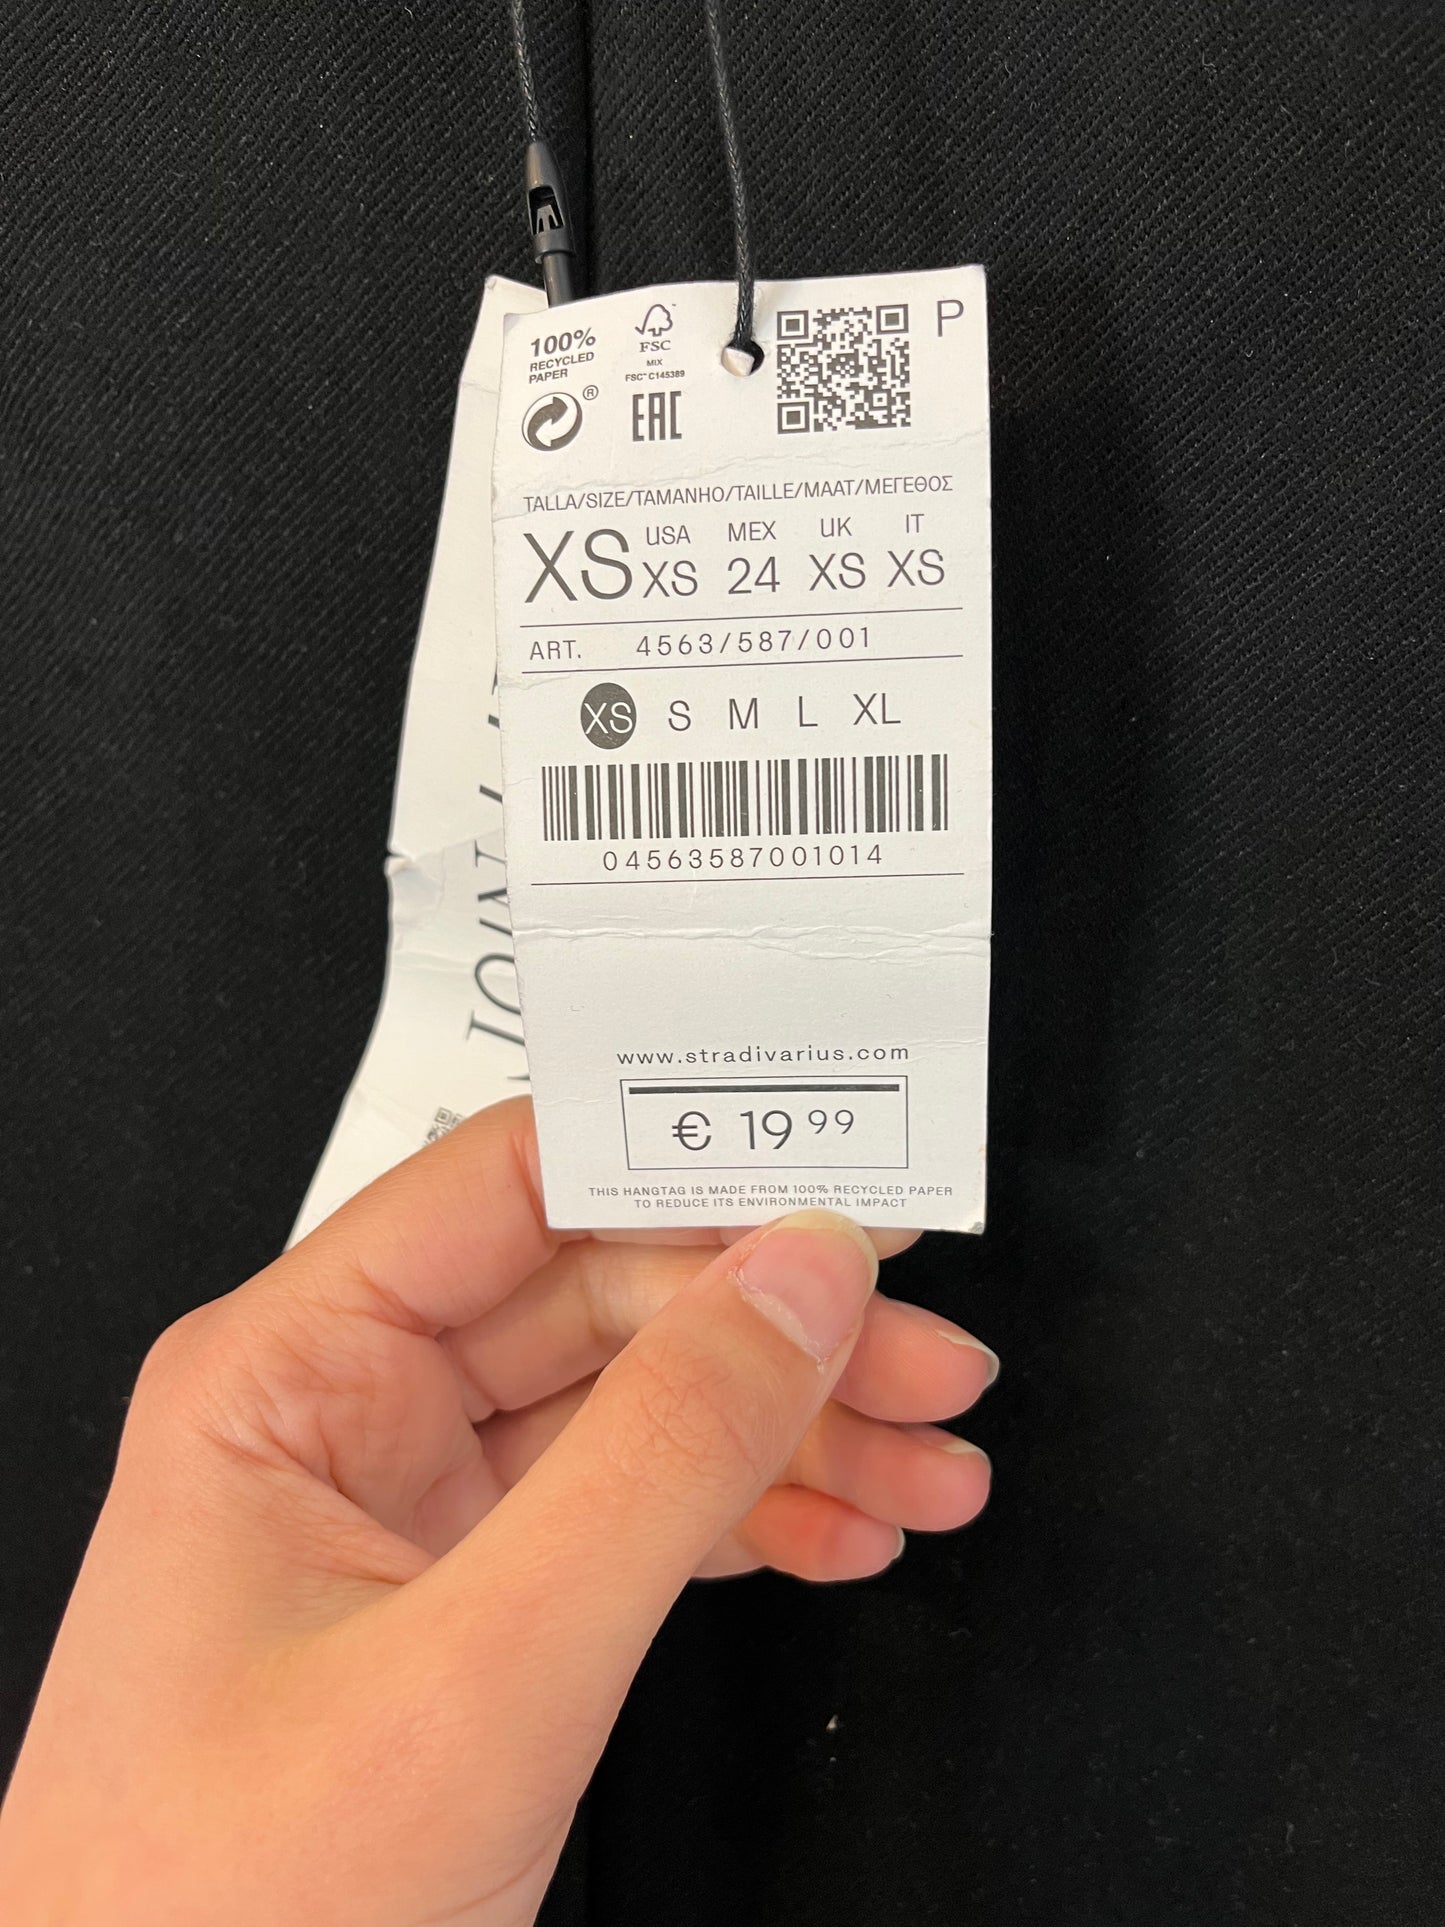 100%
RECYCLED
PAPER
®
FSC
MIX
FSC™ C145389
EAC
P
TALLA/SIZE/TAMANHO/TAILLE/MAAT/ΜΕΓΕΘΟΣ
XS USA MEX UK IT
XS 24 XS XS
ART. 4563/587/001
XS S M L XL
04563587001014
www.stradivarius.com
€ 19 99
THIS HANGTAG IS MADE FROM 100% RECYCLED PAPER
TO REDUCE ITS ENVIRONMENTAL IMPACT
JOIN